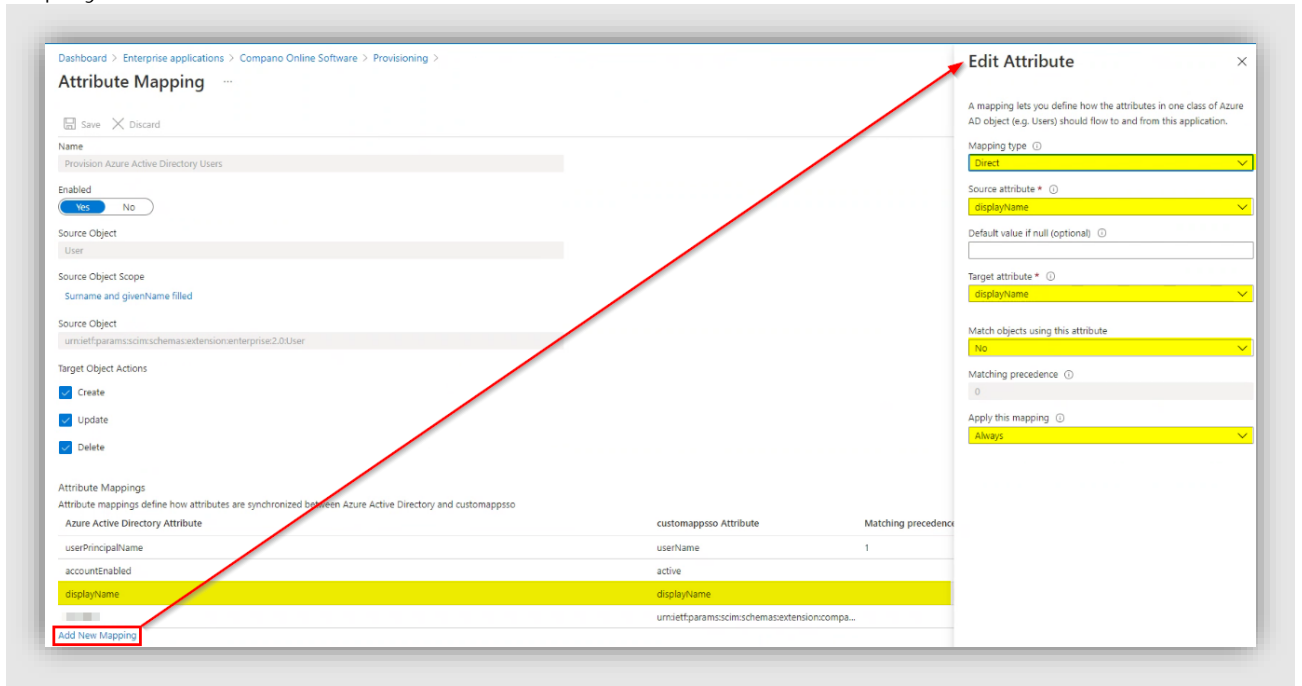 Dashboard > Enterprise applications > Compano Online Software > Provisioning >
Attribute Mapping ...
Save Discard
Name
Provision Azure Active Directory Users
Enabled
Yes No
Source Object
User
Source Object Scope
Surname and givenName filled
Source Object
urn:ietf:params:scim:schemas:extension:enterprise:2.0:User
Target Object Actions
Create
Update
Delete
Attribute Mappings
Attribute mappings define how attributes are synchronized between Azure Active Directory and customappsso
Azure Active Directory Attribute customappsso Attribute Matching precedence
userPrincipalName userName 1
accountEnabled active
displayName displayName
urn:ietf:params:scim:schemas:extension:compa...
Add New Mapping
Edit Attribute
A mapping lets you define how the attributes in one class of Azure
AD object (e.g. Users) should flow to and from this application.
Mapping type
Direct
Source attribute *
displayName
Default value if null (optional)
Target attribute *
displayName
Match objects using this attribute
No
Matching precedence
0
Apply this mapping
Always